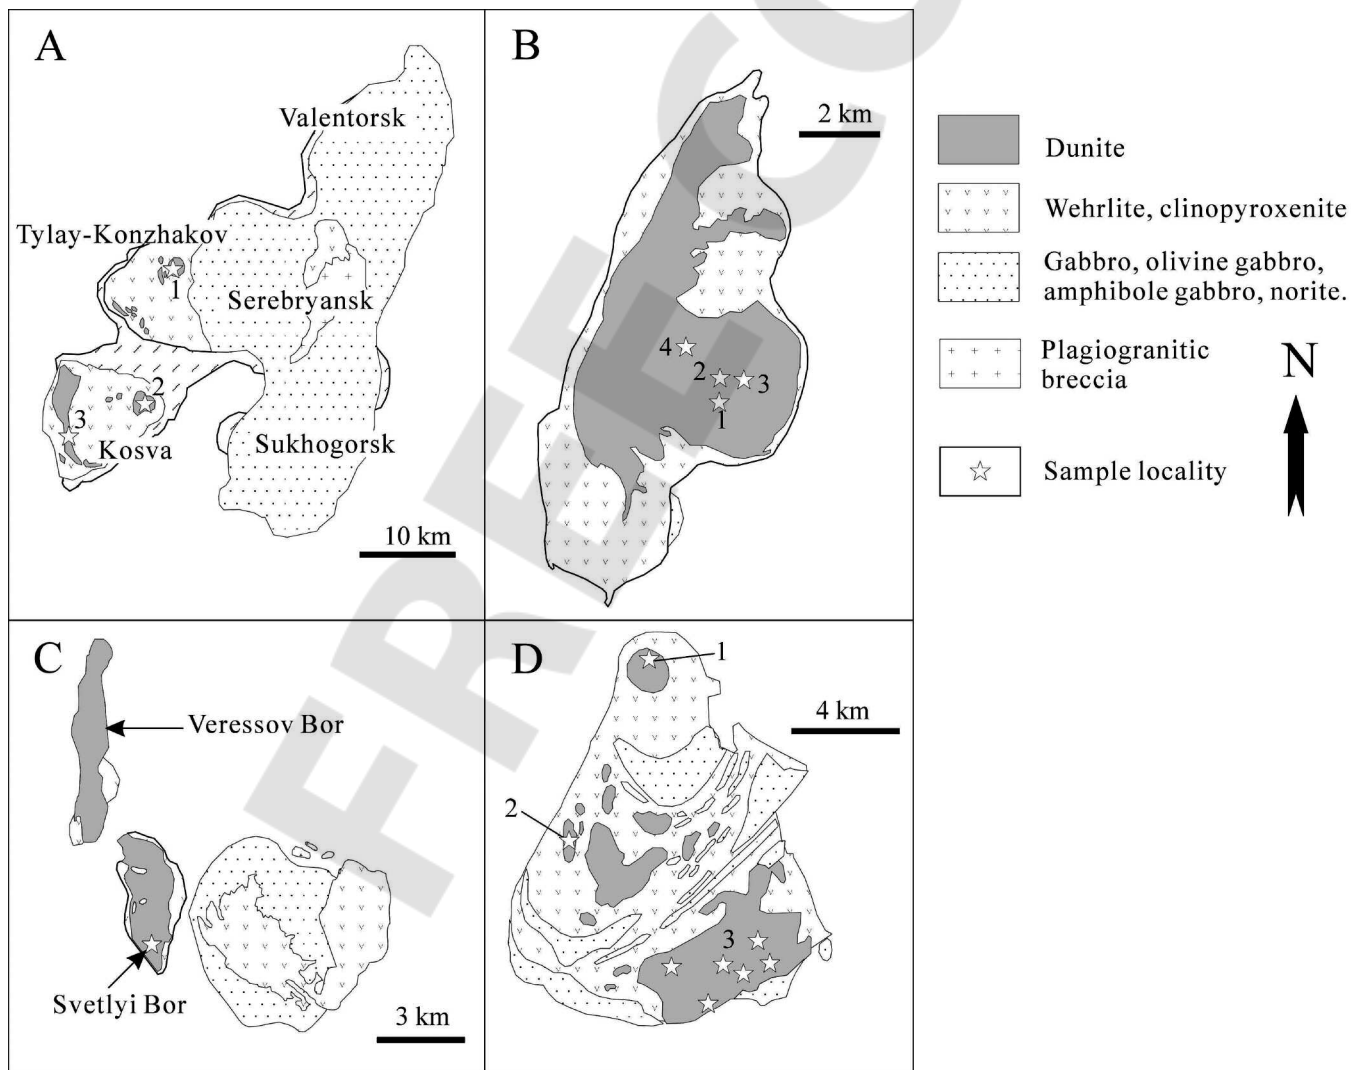 A
Valentorsk
Tylay-Konzhakov
1
Serebryansk
2
3
Kosva
Sukhogorsk
10 km
B
2 km
4
2
3
1
Dunite
Wehrlite, clinopyroxenite
Gabbro, olivine gabbro,
amphibole gabbro, norite.
Plagiogranitic
breccia
N
Sample locality
C
Veressov Bor
Svetlyi Bor
3 km
D
1
4 km
2
3